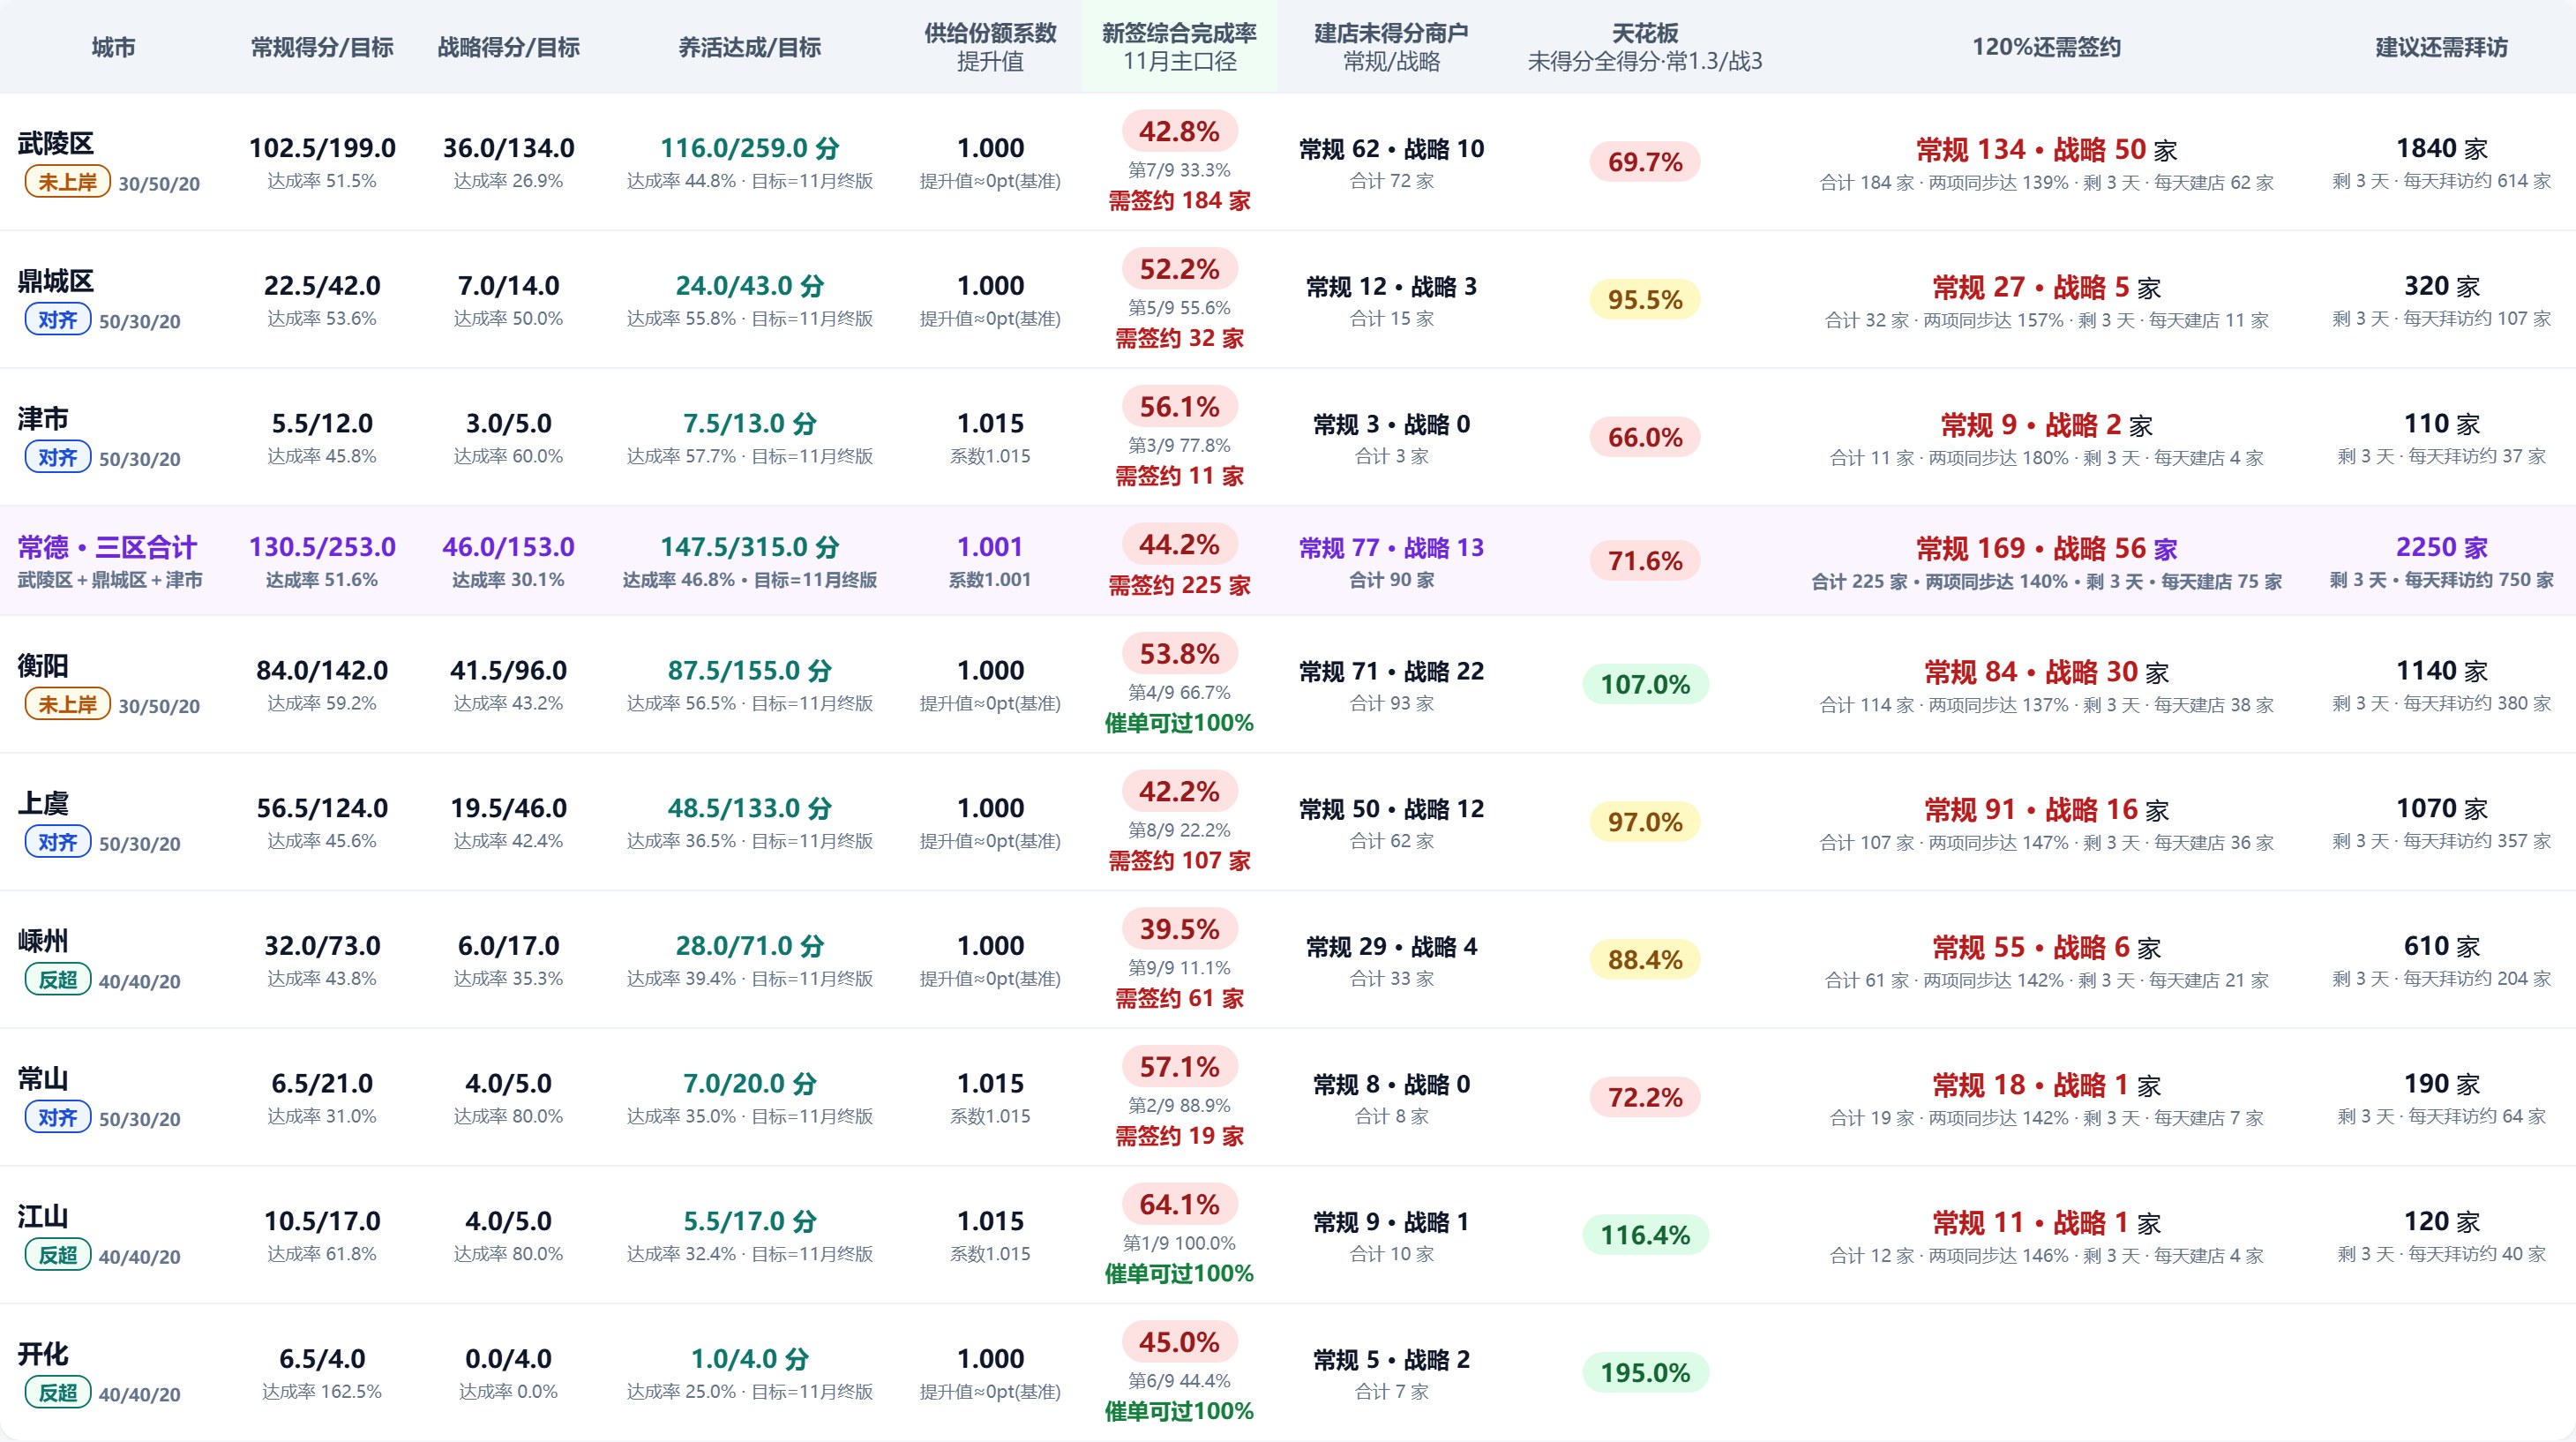 城市
常规得分/目标
战略得分/目标
养活达成/目标
供给份额系数
提升值
新签综合完成率
11月主口径
建店未得分商户
常规/战略
天花板
未得分全得分·常1.3/战3
120%还需签约
建议还需拜访
武陵区
未上岸 30/50/20
102.5/199.0
达成率 51.5%
36.0/134.0
达成率 26.9%
116.0/259.0 分
达成率 44.8% · 目标=11月终版
1.000
提升值≈0pt(基准)
42.8%
第7/9 33.3%
需签约 184 家
常规 62 • 战略 10
合计 72 家
69.7%
常规 134 • 战略 50 家
合计 184 家 · 两项同步达 139% · 剩 3 天 · 每天建店 62 家
1840 家
剩 3 天 · 每天拜访约 614 家
鼎城区
对齐 50/30/20
22.5/42.0
达成率 53.6%
7.0/14.0
达成率 50.0%
24.0/43.0 分
达成率 55.8% · 目标=11月终版
1.000
提升值≈0pt(基准)
52.2%
第5/9 55.6%
需签约 32 家
常规 12 • 战略 3
合计 15 家
95.5%
常规 27 • 战略 5 家
合计 32 家 · 两项同步达 157% · 剩 3 天 · 每天建店 11 家
320 家
剩 3 天 · 每天拜访约 107 家
津市
对齐 50/30/20
5.5/12.0
达成率 45.8%
3.0/5.0
达成率 60.0%
7.5/13.0 分
达成率 57.7% · 目标=11月终版
1.015
系数1.015
56.1%
第3/9 77.8%
需签约 11 家
常规 3 • 战略 0
合计 3 家
66.0%
常规 9 • 战略 2 家
合计 11 家 · 两项同步达 180% · 剩 3 天 · 每天建店 4 家
110 家
剩 3 天 · 每天拜访约 37 家
常德 • 三区合计
武陵区＋鼎城区＋津市
130.5/253.0
达成率 51.6%
46.0/153.0
达成率 30.1%
147.5/315.0 分
达成率 46.8% • 目标=11月终版
1.001
系数1.001
44.2%
需签约 225 家
常规 77 • 战略 13
合计 90 家
71.6%
常规 169 • 战略 56 家
合计 225 家 • 两项同步达 140% • 剩 3 天 • 每天建店 75 家
2250 家
剩 3 天 • 每天拜访约 750 家
衡阳
未上岸 30/50/20
84.0/142.0
达成率 59.2%
41.5/96.0
达成率 43.2%
87.5/155.0 分
达成率 56.5% · 目标=11月终版
1.000
提升值≈0pt(基准)
53.8%
第4/9 66.7%
催单可过100%
常规 71 • 战略 22
合计 93 家
107.0%
常规 84 • 战略 30 家
合计 114 家 · 两项同步达 137% · 剩 3 天 · 每天建店 38 家
1140 家
剩 3 天 · 每天拜访约 380 家
上虞
对齐 50/30/20
56.5/124.0
达成率 45.6%
19.5/46.0
达成率 42.4%
48.5/133.0 分
达成率 36.5% · 目标=11月终版
1.000
提升值≈0pt(基准)
42.2%
第8/9 22.2%
需签约 107 家
常规 50 • 战略 12
合计 62 家
97.0%
常规 91 • 战略 16 家
合计 107 家 · 两项同步达 147% · 剩 3 天 · 每天建店 36 家
1070 家
剩 3 天 · 每天拜访约 357 家
嵊州
反超 40/40/20
32.0/73.0
达成率 43.8%
6.0/17.0
达成率 35.3%
28.0/71.0 分
达成率 39.4% · 目标=11月终版
1.000
提升值≈0pt(基准)
39.5%
第9/9 11.1%
需签约 61 家
常规 29 • 战略 4
合计 33 家
88.4%
常规 55 • 战略 6 家
合计 61 家 · 两项同步达 142% · 剩 3 天 · 每天建店 21 家
610 家
剩 3 天 · 每天拜访约 204 家
常山
对齐 50/30/20
6.5/21.0
达成率 31.0%
4.0/5.0
达成率 80.0%
7.0/20.0 分
达成率 35.0% · 目标=11月终版
1.015
系数1.015
57.1%
第2/9 88.9%
需签约 19 家
常规 8 • 战略 0
合计 8 家
72.2%
常规 18 • 战略 1 家
合计 19 家 · 两项同步达 142% · 剩 3 天 · 每天建店 7 家
190 家
剩 3 天 · 每天拜访约 64 家
江山
反超 40/40/20
10.5/17.0
达成率 61.8%
4.0/5.0
达成率 80.0%
5.5/17.0 分
达成率 32.4% · 目标=11月终版
1.015
系数1.015
64.1%
第1/9 100.0%
催单可过100%
常规 9 • 战略 1
合计 10 家
116.4%
常规 11 • 战略 1 家
合计 12 家 · 两项同步达 146% · 剩 3 天 · 每天建店 4 家
120 家
剩 3 天 · 每天拜访约 40 家
开化
反超 40/40/20
6.5/4.0
达成率 162.5%
0.0/4.0
达成率 0.0%
1.0/4.0 分
达成率 25.0% · 目标=11月终版
1.000
提升值≈0pt(基准)
45.0%
第6/9 44.4%
催单可过100%
常规 5 • 战略 2
合计 7 家
195.0%